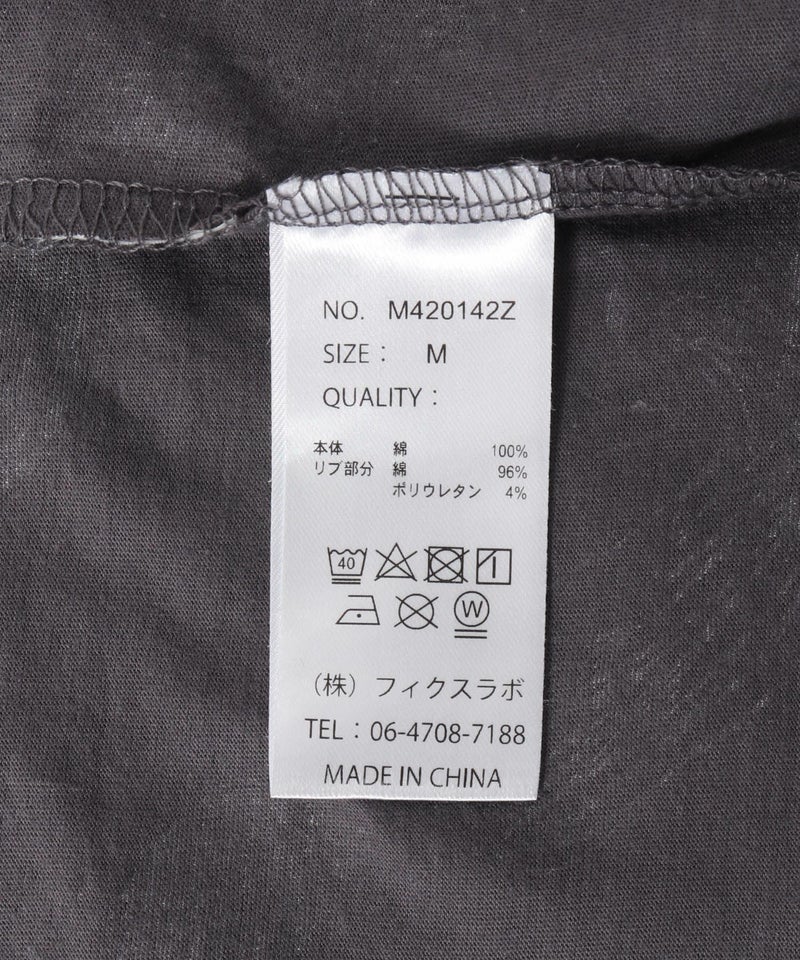 NO. M420142Z
SIZE： M
QUALITY：
本体 綿 100%
リブ部分 綿 96%
ポリウレタン 4%
40
W
（株）フィクスラボ
TEL：06-4708-7188
MADE IN CHINA